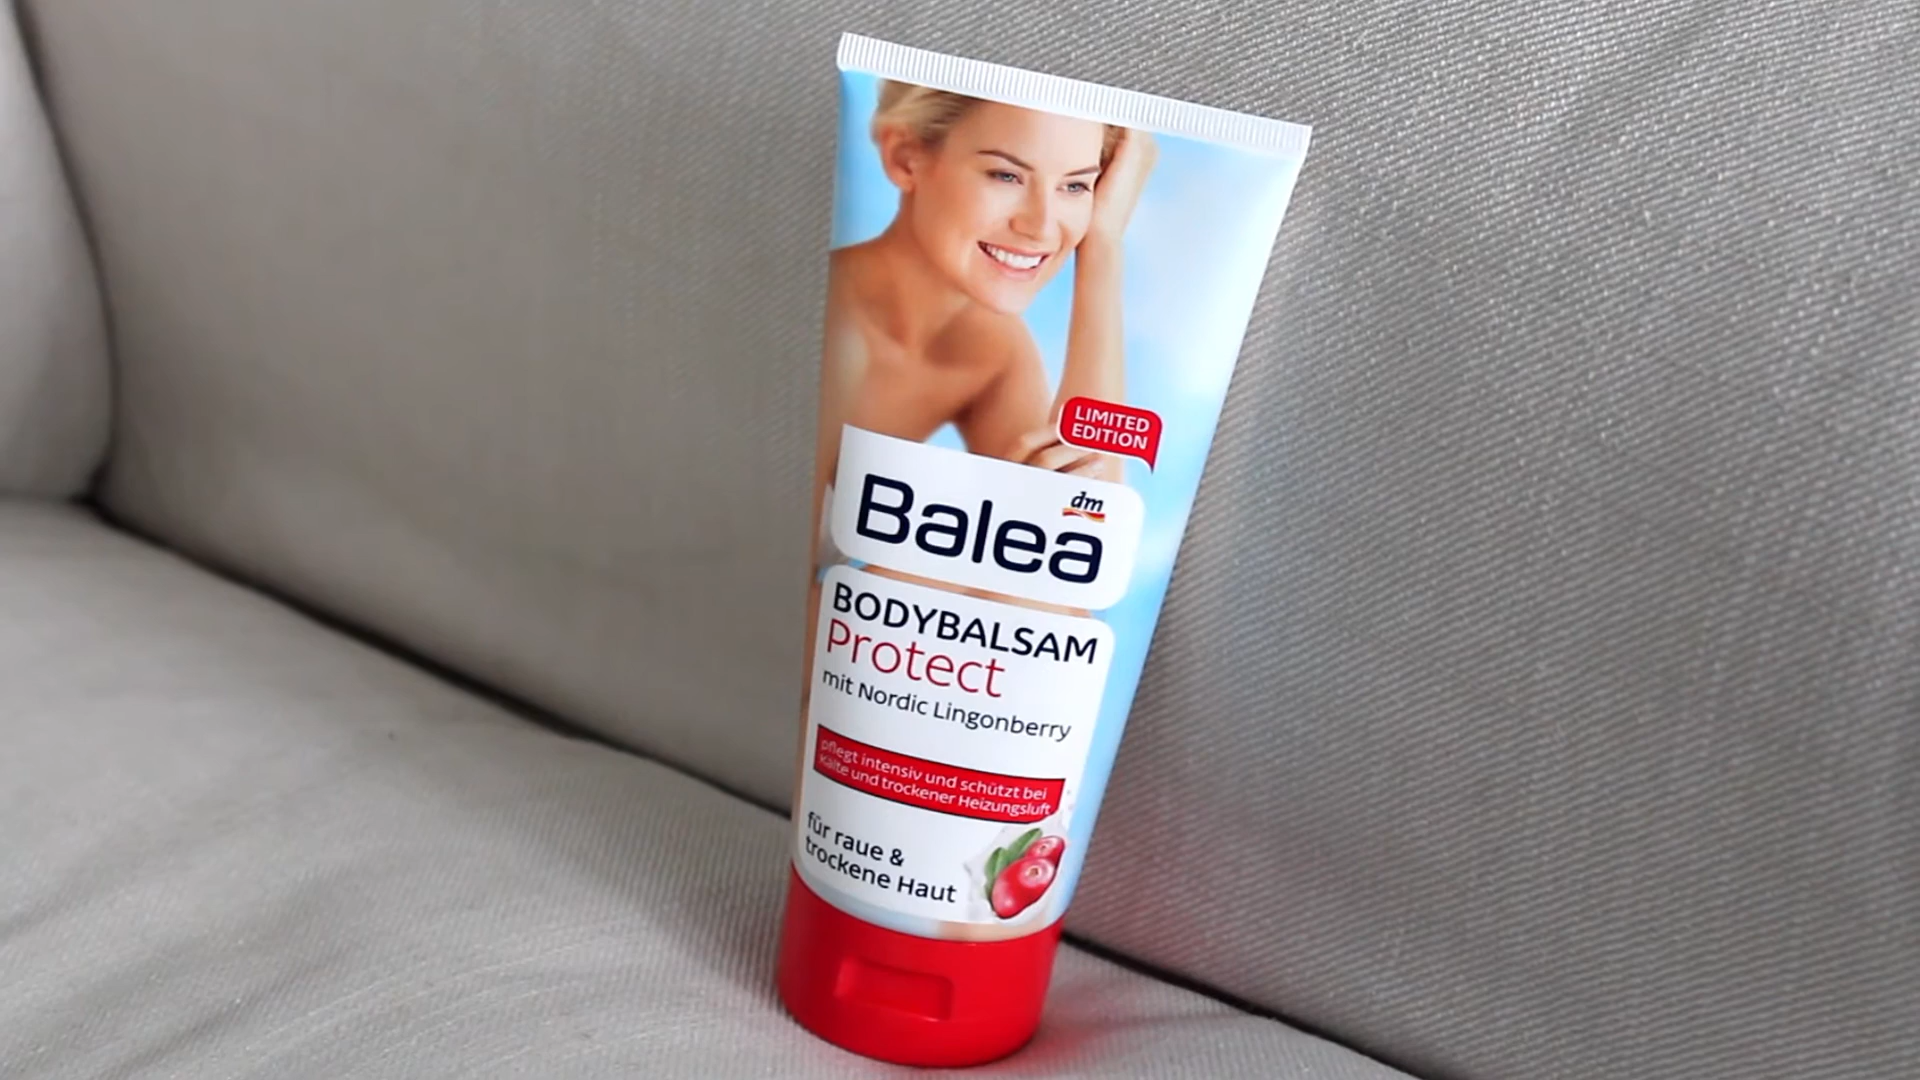 LIMITED
EDITION
dm
Balea
BODYBALSAM
Protect
mit Nordic Lingonberry
pflegt intensiv und schützt bei
Kälte und trockener Heizungsluft
für raue &
trockene Haut